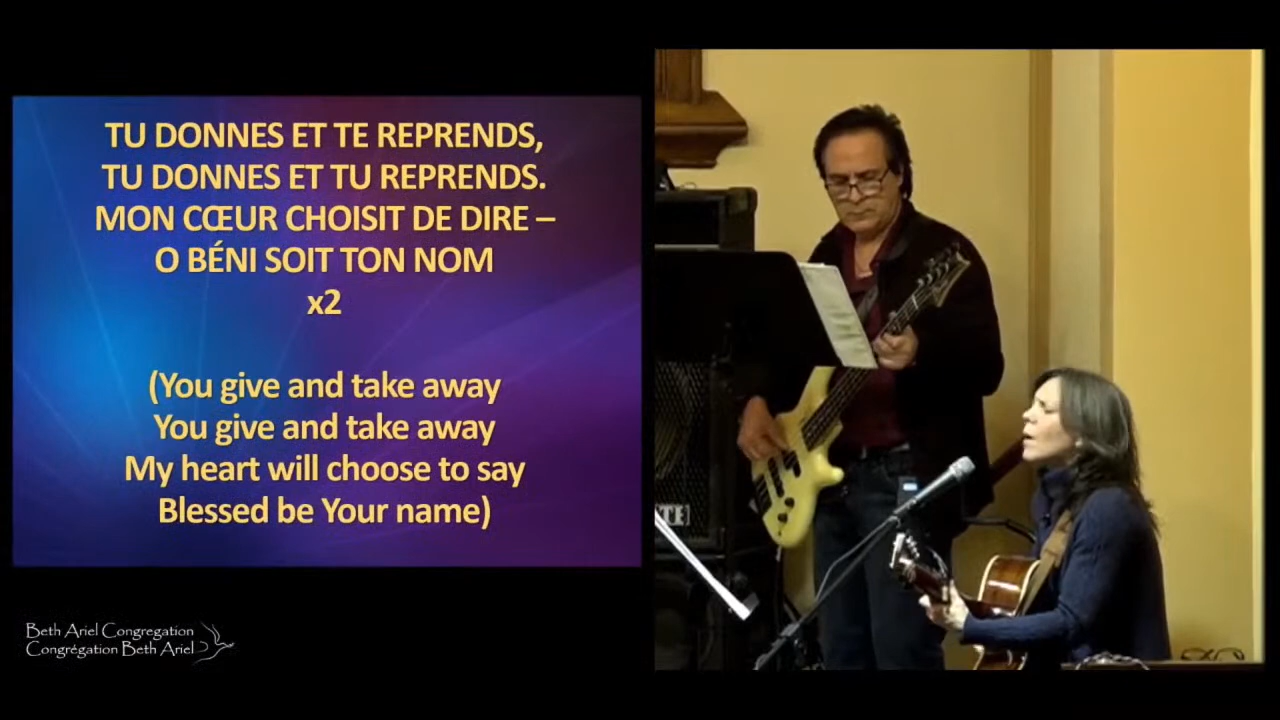 TU DONNES ET TE REPRENDS,
TU DONNES ET TU REPRENDS.
MON CŒUR CHOISIT DE DIRE –
O BÉNI SOIT TON NOM
x2
(You give and take away
You give and take away
My heart will choose to say
Blessed be Your name)
Beth Ariel Congregation
Congrégation Beth Ariel